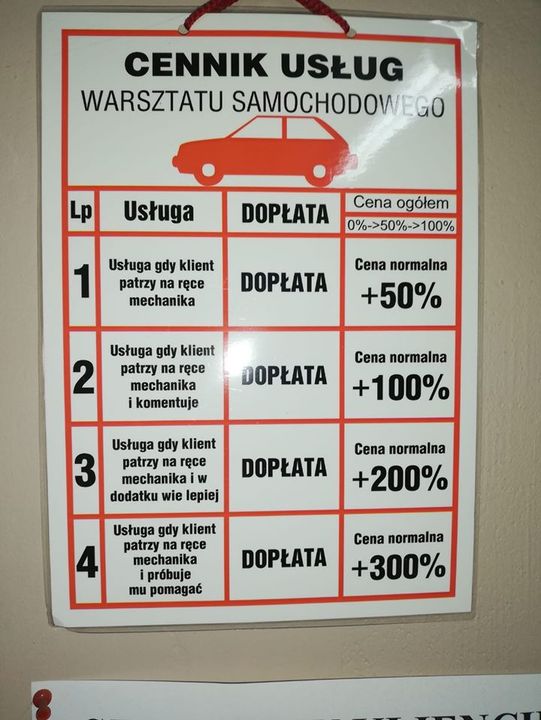 CENNIK USŁUG
WARSZTATU SAMOCHODOWEGO
Lp
Usługa
DOPŁATA
Cena ogółem
0%->50%->100%
1
Usługa gdy klient
patrzy na ręce
mechanika
DOPŁATA
Cena normalna
+50%
2
Usługa gdy klient
patrzy na ręce
mechanika
i komentuje
DOPŁATA
Cena normalna
+100%
3
Usługa gdy klient
patrzy na ręce
mechanika i w
dodatku wie lepiej
DOPŁATA
Cena normalna
+200%
4
Usługa gdy klient
patrzy na ręce
mechanika
i próbuje
mu pomagać
DOPŁATA
Cena normalna
+300%